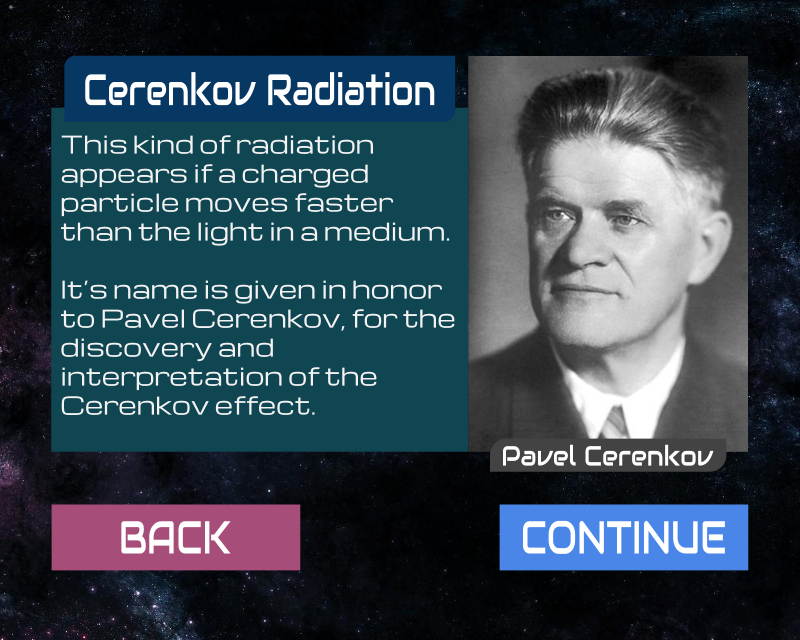 Cerenkov Radiation
This kind of radiation
appears if a charged
particle moves faster
than the light in a medium.
It's name is given in honor
to Pavel Cerenkov, for the
discovery and
interpretation of the
Cerenkov effect.
Pavel Cerenkov
BACK
CONTINUE